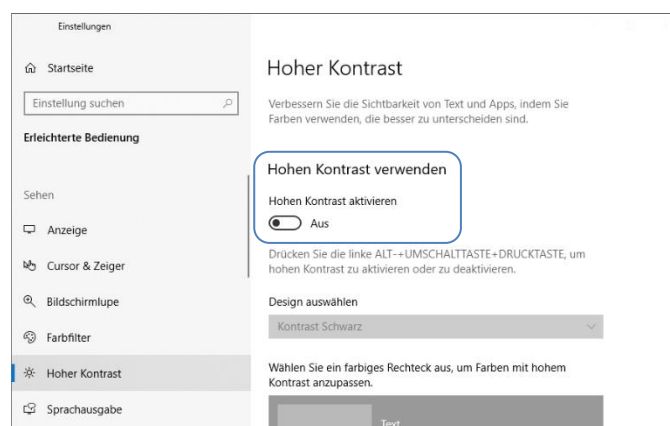 Einstellungen
Startseite
Einstellung suchen
Erleichterte Bedienung
Sehen
Anzeige
Cursor & Zeiger
Bildschirmlupe
Farbfilter
Hoher Kontrast
Sprachausgabe
Hoher Kontrast
Verbessern Sie die Sichtbarkeit von Text und Apps, indem Sie
Farben verwenden, die besser zu unterscheiden sind.
Hohen Kontrast verwenden
Hohen Kontrast aktivieren
Aus
Drücken Sie die linke ALT-+UMSCHALTTASTE+DRUCKTASTE, um
hohen Kontrast zu aktivieren oder zu deaktivieren.
Design auswählen
Kontrast Schwarz
Wählen Sie ein farbiges Rechteck aus, um Farben mit hohem
Kontrast anzupassen.
Text